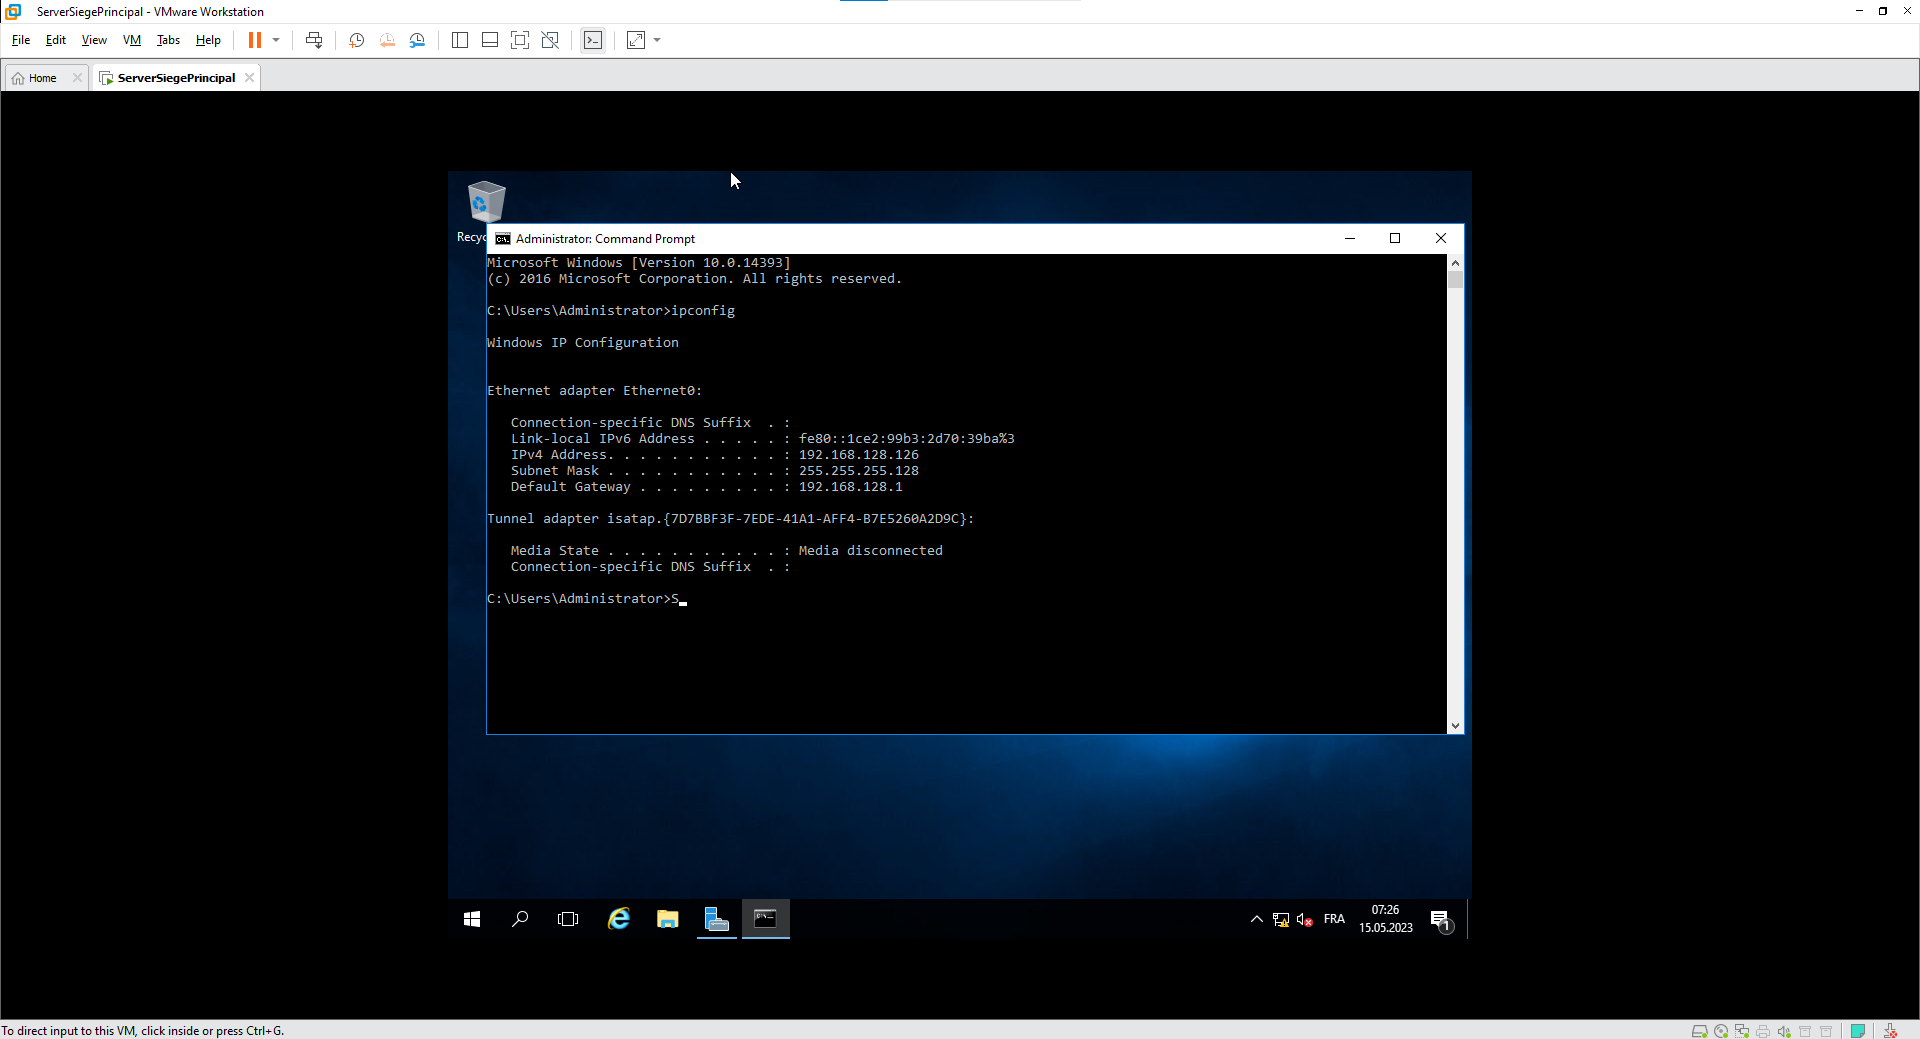 ServerSiegePrincipal - VMware Workstation
File Edit View VM Tabs Help
Home
ServerSiegePrincipal
Administrator: Command Prompt
Microsoft Windows [Version 10.0.14393]
(c) 2016 Microsoft Corporation. All rights reserved.
C:\Users\Administrator>ipconfig
Windows IP Configuration
Ethernet adapter Ethernet0:
Connection-specific DNS Suffix  . :
Link-local IPv6 Address . . . . . : fe80::1ce2:99b3:2d70:39ba%3
IPv4 Address. . . . . . . . . . . : 192.168.128.126
Subnet Mask . . . . . . . . . . . : 255.255.255.128
Default Gateway . . . . . . . . . : 192.168.128.1
Tunnel adapter isatap.{7D7BBF3F-7EDE-41A1-AFF4-B7E5260A2D9C}:
Media State . . . . . . . . . . . : Media disconnected
Connection-specific DNS Suffix  . :
C:\Users\Administrator>S
Recyc
FRA
07:26
15.05.2023
1
To direct input to this VM, click inside or press Ctrl+G.